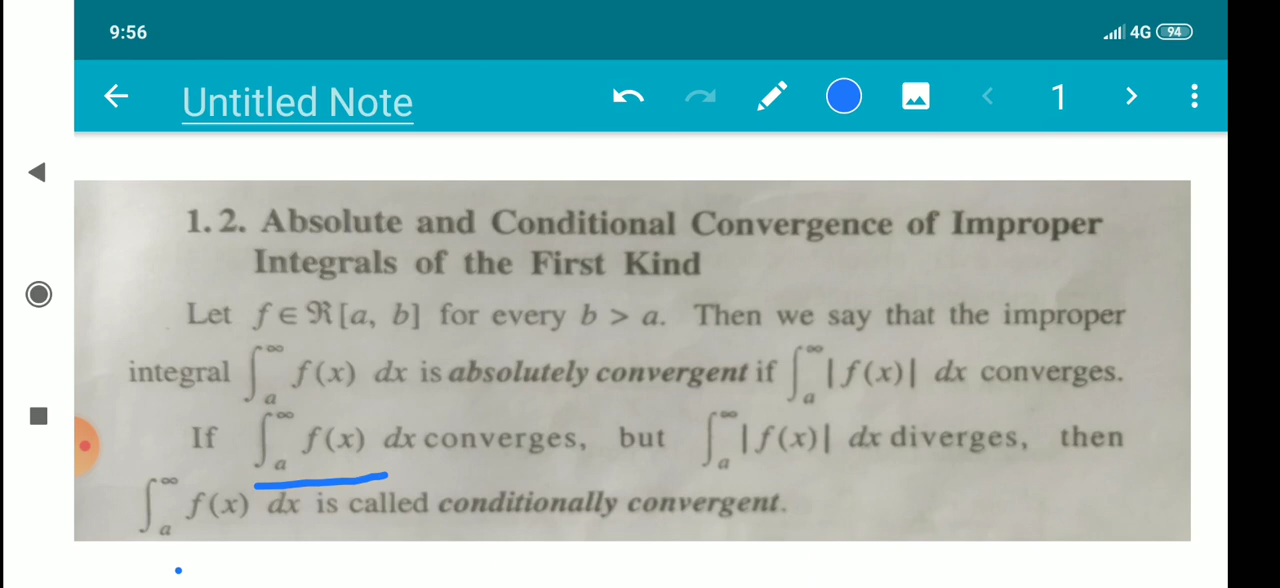 9:56 4G 94
Untitled Note 1
1.2. Absolute and Conditional Convergence of Improper
Integrals of the First Kind
Let f ∈ ℜ [a, b] for every b > a. Then we say that the improper
integral ∫_a^∞ f(x) dx is absolutely convergent if ∫_a^∞ | f(x)| dx converges.
If ∫_a^∞ f(x) dx converges, but ∫_a^∞ | f(x)| dx diverges, then
∫_a^∞ f(x) dx is called conditionally convergent.